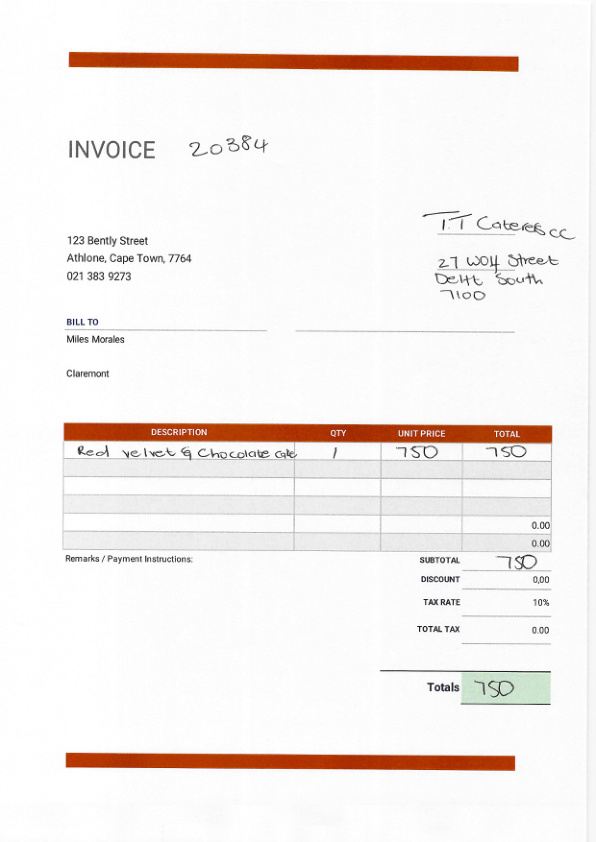 INVOICE 20384
T.T Caterers CC
123 Bently Street
Athlone, Cape Town, 7764
021 383 9273
27 Wolf Street
Delft South
7100
BILL TO
Miles Morales
Claremont
DESCRIPTION QTY UNIT PRICE TOTAL
Red velvet & Chocolate cake 1 750 750
0.00
0.00
Remarks / Payment Instructions:
SUBTOTAL 750
DISCOUNT 0,00
TAX RATE 10%
TOTAL TAX 0.00
Totals 750